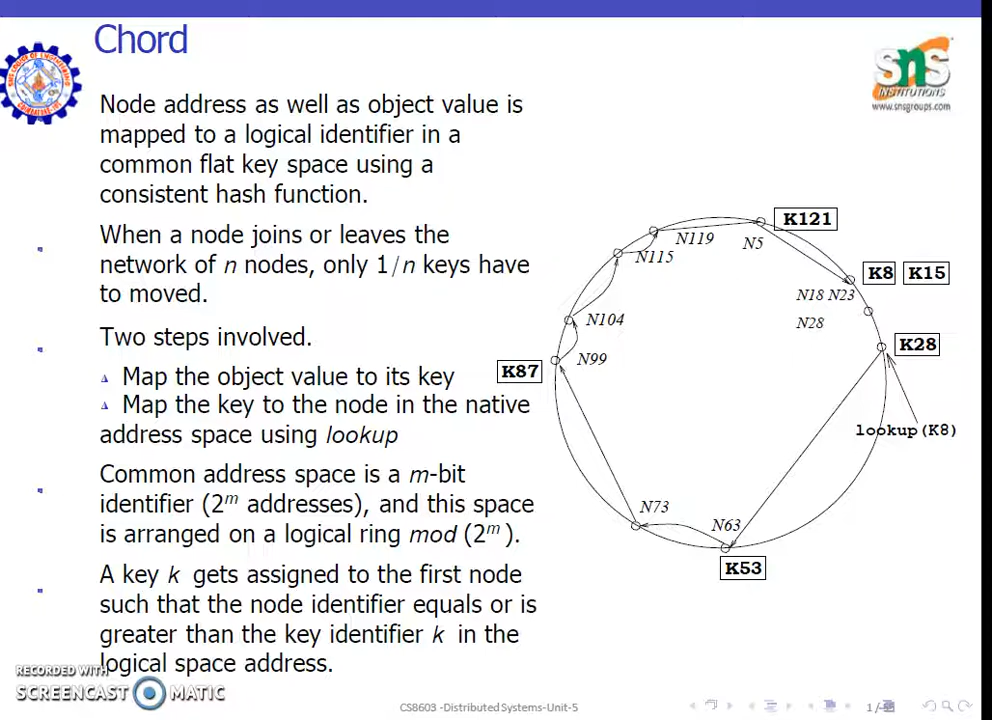 Chord
Node address as well as object value is
mapped to a logical identifier in a
common flat key space using a
consistent hash function.
When a node joins or leaves the
network of n nodes, only 1/n keys have
to moved.
Two steps involved.
Map the object value to its key
Map the key to the node in the native
address space using lookup
Common address space is a m-bit
identifier (2^m addresses), and this space
is arranged on a logical ring mod (2^m).
A key k gets assigned to the first node
such that the node identifier equals or is
greater than the key identifier k in the
logical space address.
sns
INSTITUTIONS
www.snsgroups.com
K121
N119
N5
N115
K8
K15
N18 N23
N28
N104
K28
N99
K87
lookup(K8)
N73
N63
K53
RECORDED WITH
SCREENCAST MATIC
CS8603 -Distributed Systems-Unit-5